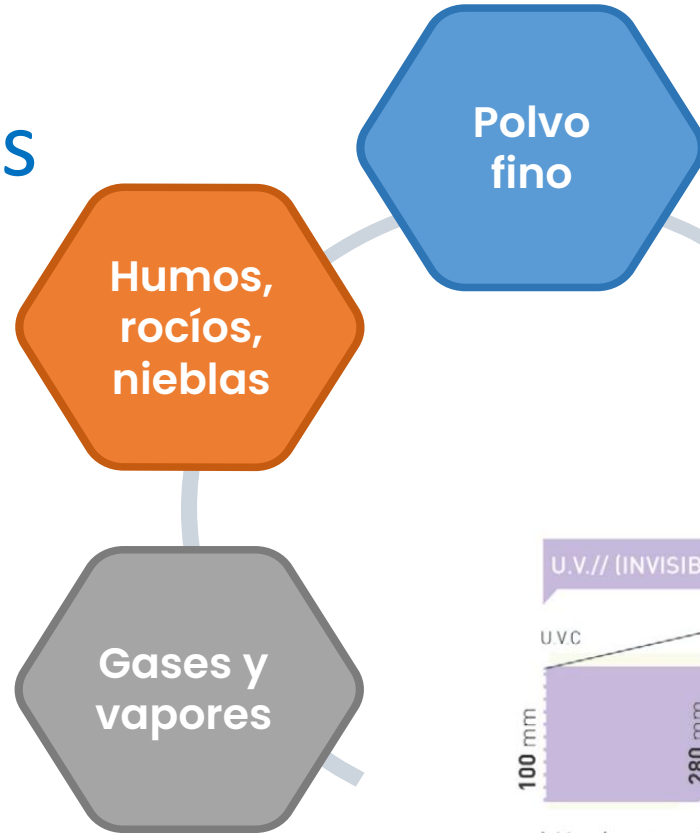 s
Polvo
fino
Humos,
rocíos,
nieblas
Gases y
vapores
U.V.// (INVISIB
U.V.C
100 mm
280 mm